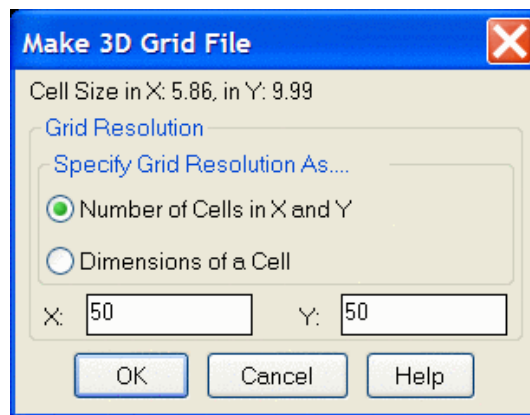 Make 3D Grid File
Cell Size in X: 5.86, in Y: 9.99
Grid Resolution
Specify Grid Resolution As....
Number of Cells in X and Y
Dimensions of a Cell
X: 50 Y: 50
OK Cancel Help